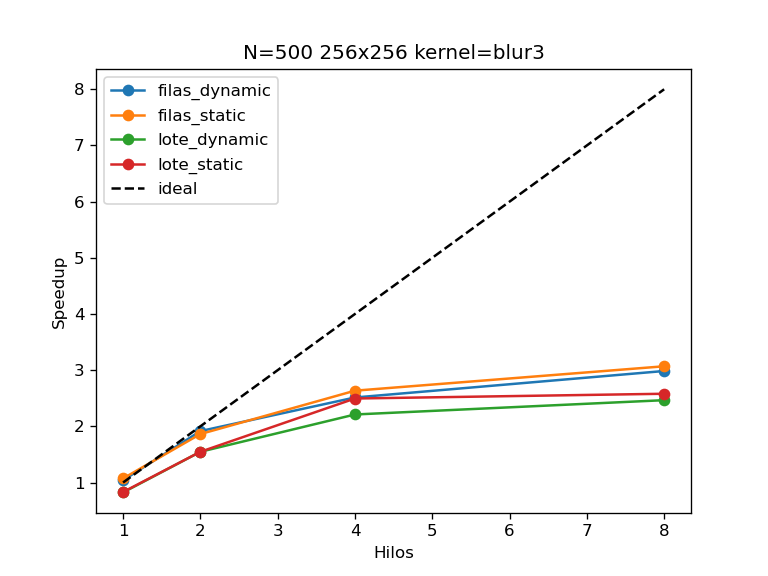 N=500 256x256 kernel=blur3
filas_dynamic
filas_static
lote_dynamic
lote_static
ideal
Speedup
8
7
6
5
4
3
2
1
1 2 3 4 5 6 7 8
Hilos